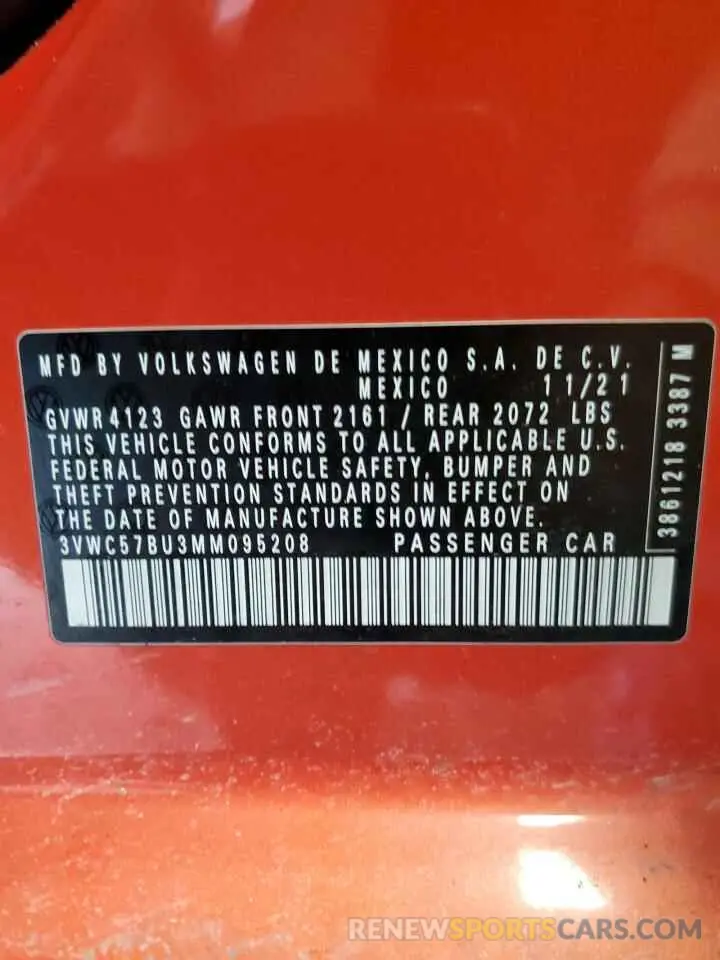 MFD BY VOLKSWAGEN DE MEXICO S.A. DE C.V.
MEXICO 11/21
GVWR 4123 GAWR FRONT 2161 / REAR 2072 LBS
THIS VEHICLE CONFORMS TO ALL APPLICABLE U.S.
FEDERAL MOTOR VEHICLE SAFETY, BUMPER AND
THEFT PREVENTION STANDARDS IN EFFECT ON
THE DATE OF MANUFACTURE SHOWN ABOVE.
3VWC57BU3MM095208 PASSENGER CAR
3861218 3387 M
RENEWSPORTSCARS.COM